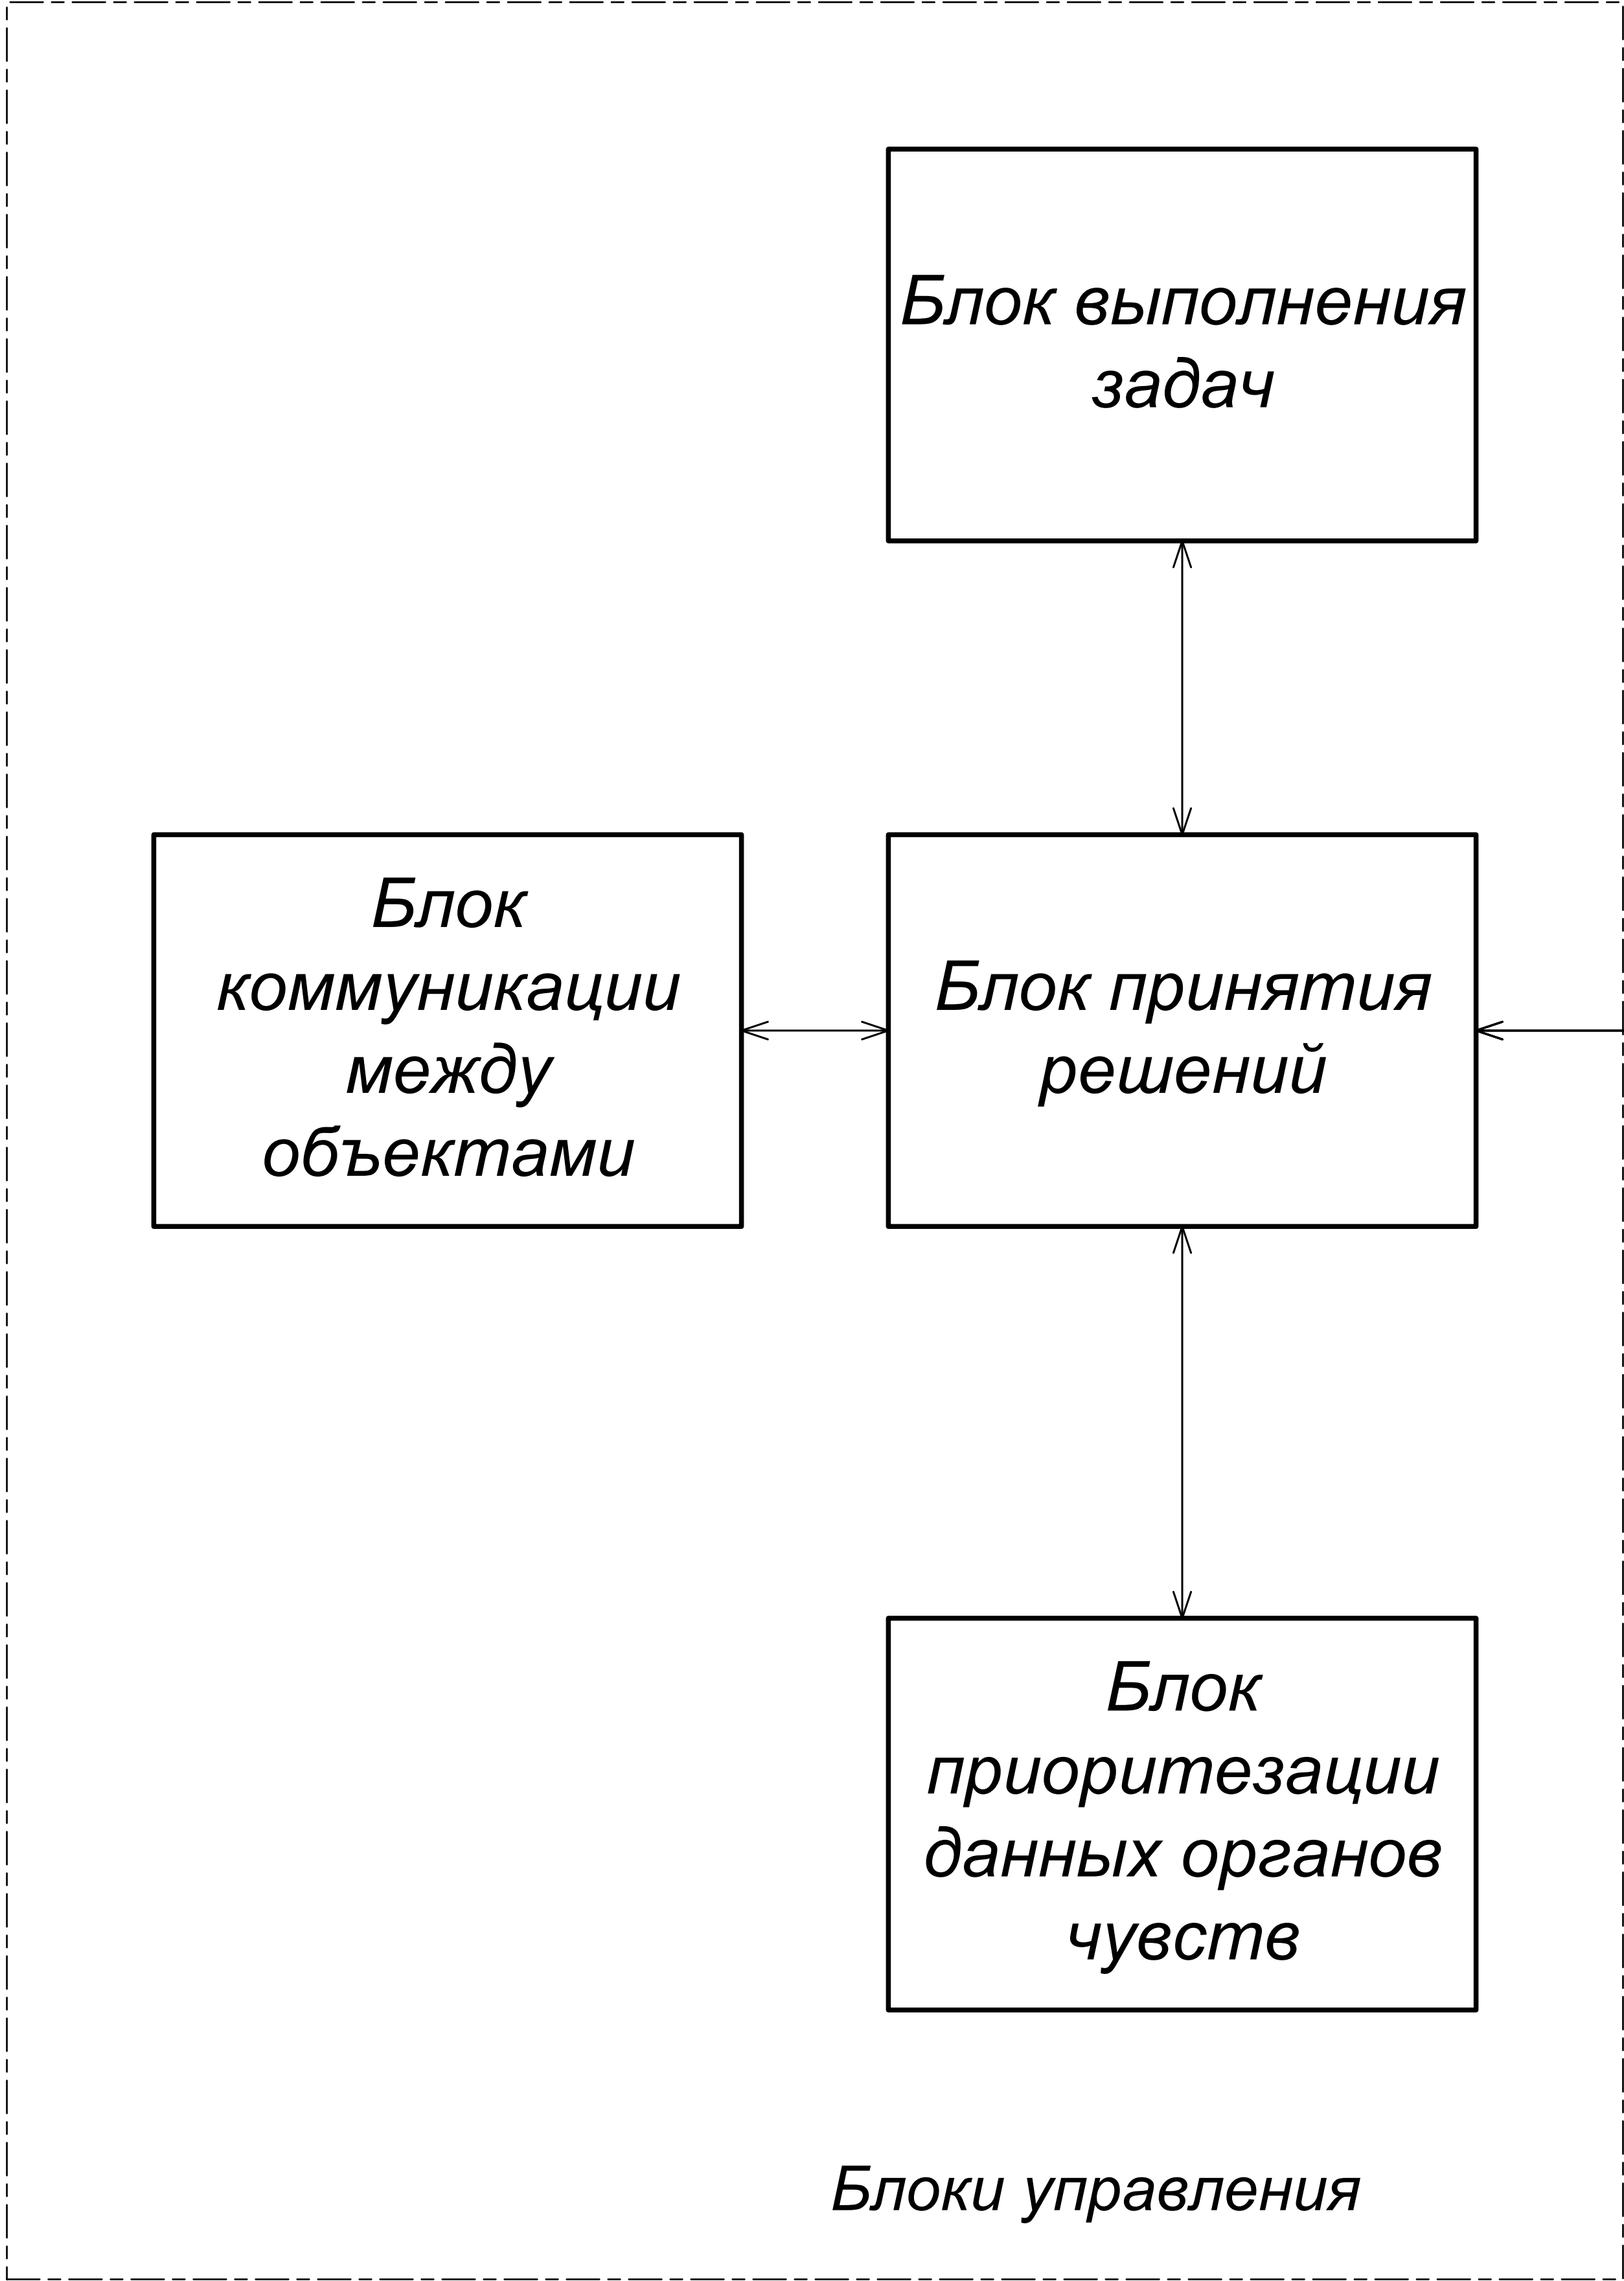 Блок выполнения
задач
Блок
коммуникации
между
объектами
Блок принятия
решений
Блок
приоритезации
данных органов
чувств
Блоки управления